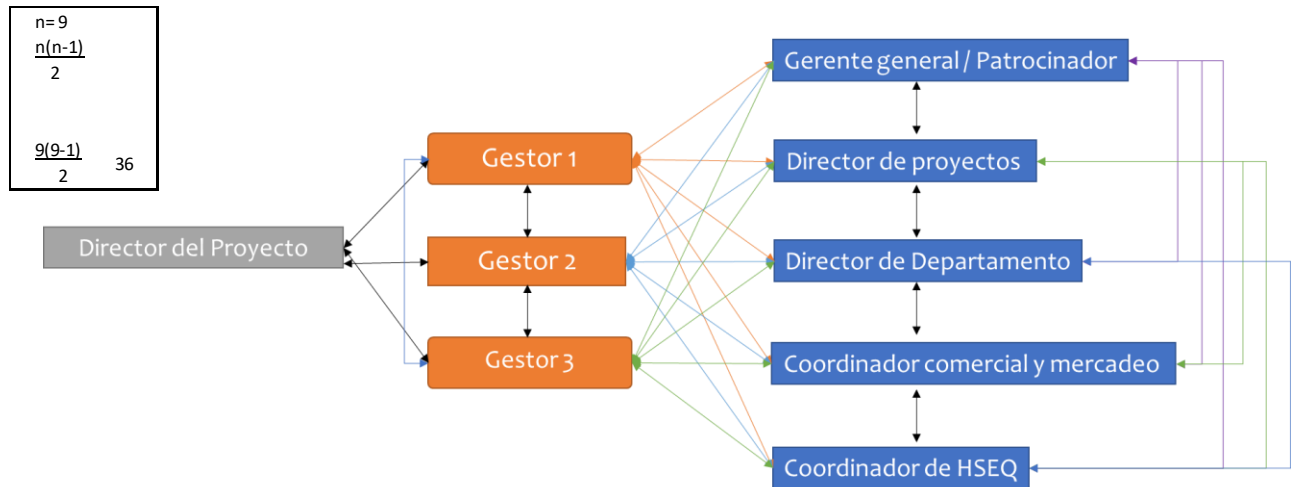 n= 9
n(n-1)
2
9(9-1)
2
36
Gerente general / Patrocinador
Gestor 1
Director de proyectos
Director del Proyecto
Gestor 2
Director de Departamento
Gestor 3
Coordinador comercial y mercadeo
Coordinador de HSEQ